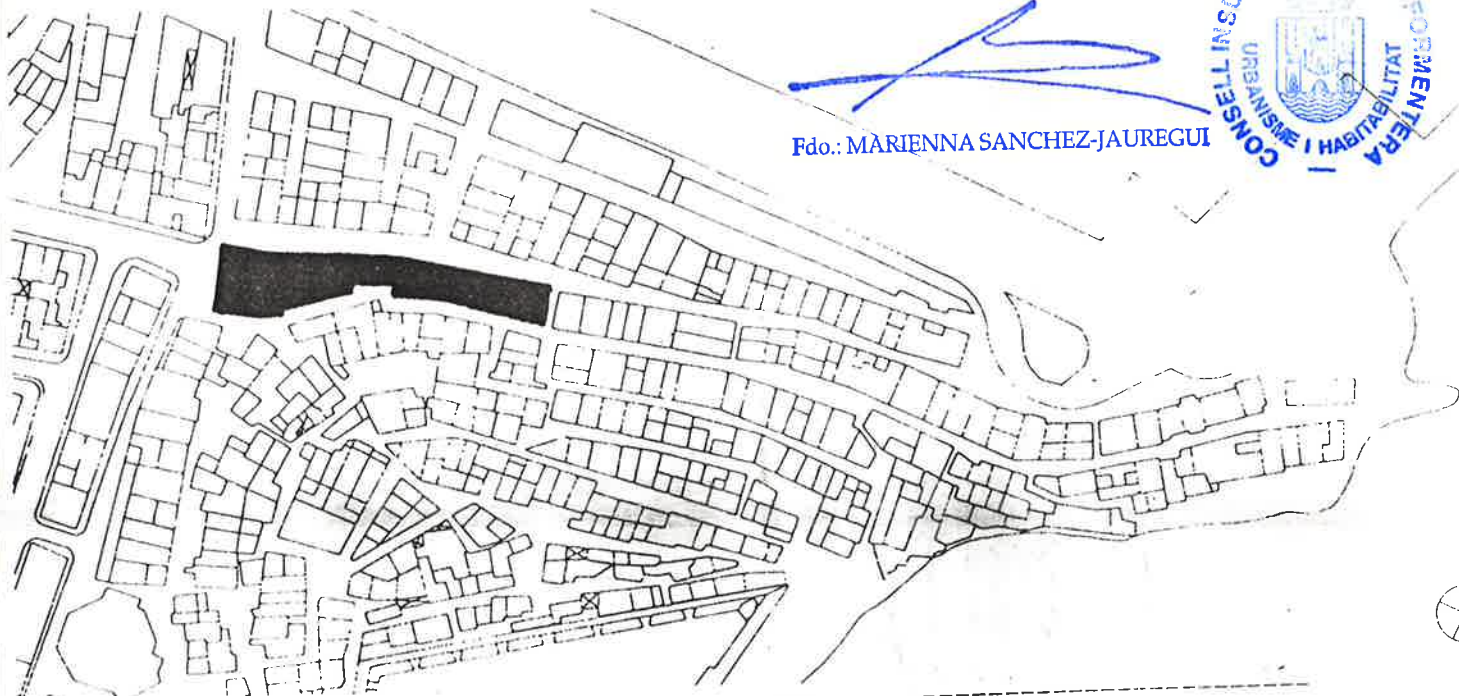 Fdo.: MARIENNA SANCHEZ-JAUREGUI
CONSELL INS
FORMENTERA
URBANISME I HABITABILITAT